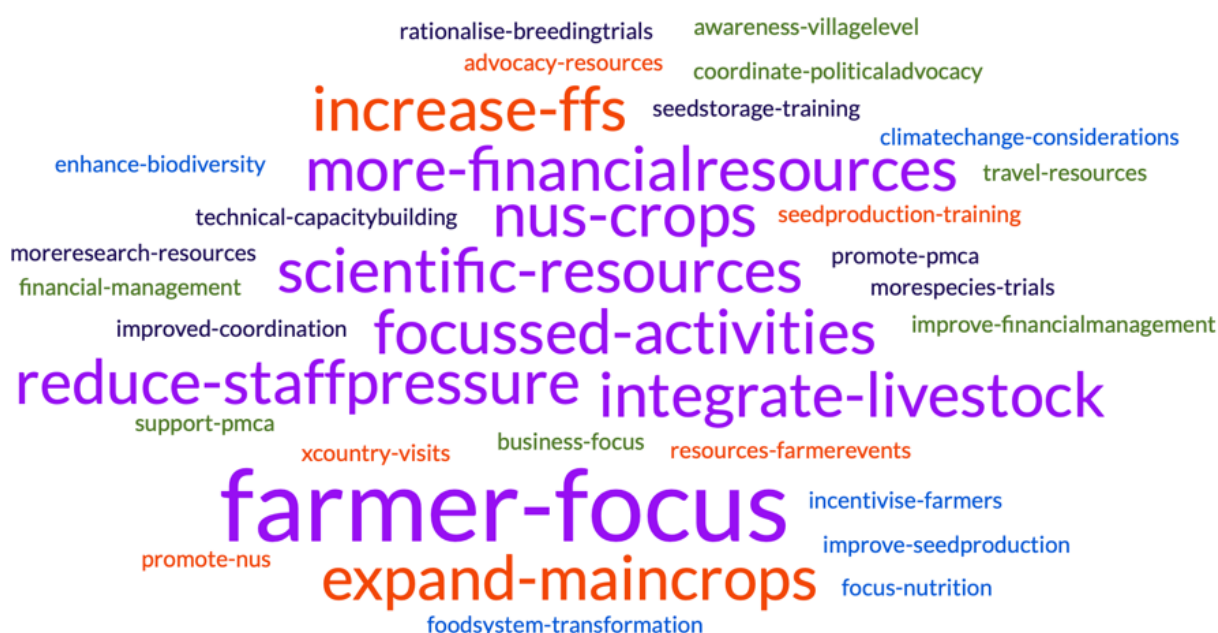 rationalise-breedingtrials awareness-villagelevel
advocacy-resources coordinate-politicaladvocacy
increase-ffs seedstorage-training
climatechange-considerations
enhance-biodiversity more-financialresources travel-resources
technical-capacitybuilding nus-crops seedproduction-training
moreresearch-resources scientific-resources promote-pmca
financial-management morespecies-trials
improved-coordination focussed-activities improve-financialmanagement
reduce-staffpressure integrate-livestock
support-pmca
xcountry-visits business-focus resources-farmerevents
farmer-focus incentivise-farmers
improve-seedproduction
promote-nus expand-maincrops focus-nutrition
foodsystem-transformation